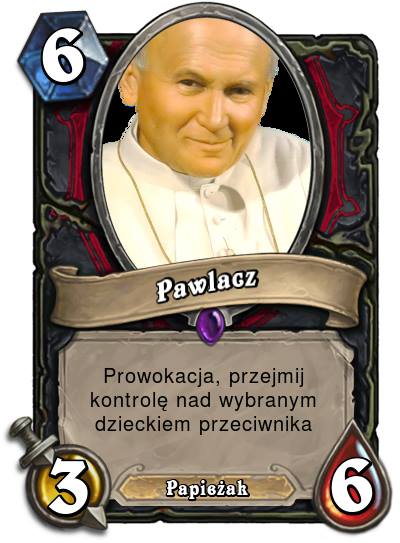 6
Pawlacz
Prowokacja, przejmij
kontrolę nad wybranym
dzieckiem przeciwnika
3
Papieżak
6